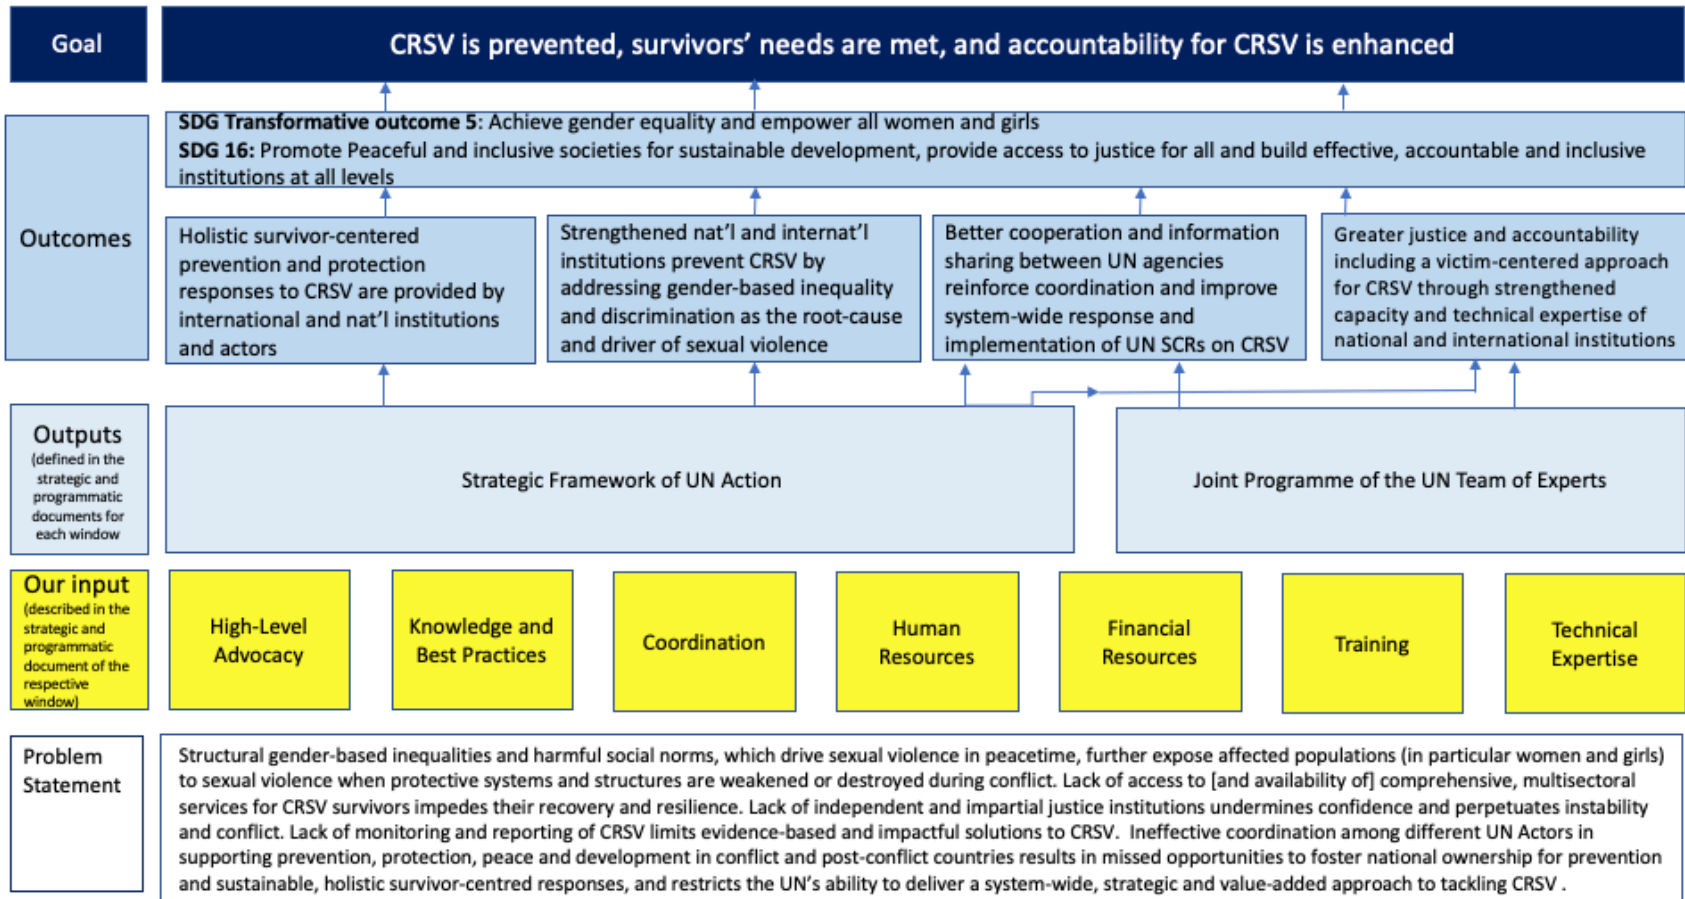 Goal
CRSV is prevented, survivors' needs are met, and accountability for CRSV is enhanced
Outcomes
SDG Transformative outcome 5: Achieve gender equality and empower all women and girls
SDG 16: Promote Peaceful and inclusive societies for sustainable development, provide access to justice for all and build effective, accountable and inclusive
institutions at all levels
Holistic survivor-centered
prevention and protection
responses to CRSV are provided by
international and nat'l institutions
and actors
Strengthened nat'l and internat'l
institutions prevent CRSV by
addressing gender-based inequality
and discrimination as the root-cause
and driver of sexual violence
Better cooperation and information
sharing between UN agencies
reinforce coordination and improve
system-wide response and
implementation of UN SCRs on CRSV
Greater justice and accountability
including a victim-centered approach
for CRSV through strengthened
capacity and technical expertise of
national and international institutions
Outputs
(defined in the
strategic and
programmatic
documents for
each window
Strategic Framework of UN Action
Joint Programme of the UN Team of Experts
Our input
(described in the
strategic and
programmatic
document of the
respective
window)
High-Level
Advocacy
Knowledge and
Best Practices
Coordination
Human
Resources
Financial
Resources
Training
Technical
Expertise
Problem
Statement
Structural gender-based inequalities and harmful social norms, which drive sexual violence in peacetime, further expose affected populations (in particular women and girls)
to sexual violence when protective systems and structures are weakened or destroyed during conflict. Lack of access to [and availability of] comprehensive, multisectoral
services for CRSV survivors impedes their recovery and resilience. Lack of independent and impartial justice institutions undermines confidence and perpetuates instability
and conflict. Lack of monitoring and reporting of CRSV limits evidence-based and impactful solutions to CRSV.  Ineffective coordination among different UN Actors in
supporting prevention, protection, peace and development in conflict and post-conflict countries results in missed opportunities to foster national ownership for prevention
and sustainable, holistic survivor-centred responses, and restricts the UN's ability to deliver a system-wide, strategic and value-added approach to tackling CRSV .